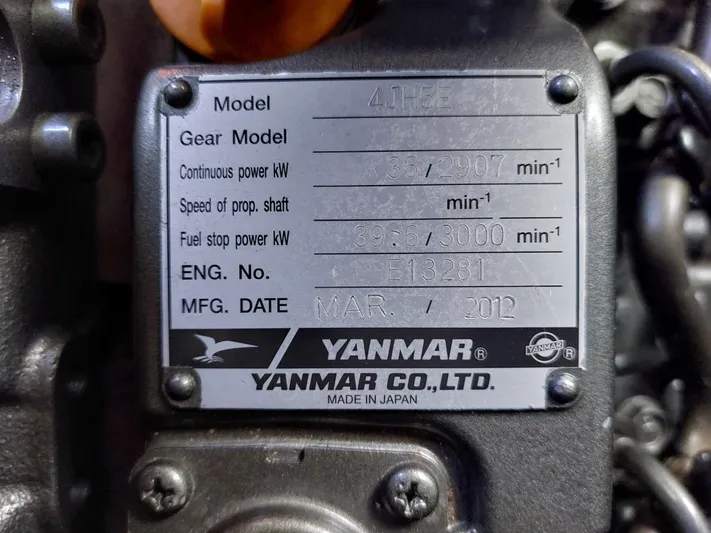 Model 4JH5E
Gear Model
Continuous power kW 36 / 2907 min-1
Speed of prop. shaft min-1
Fuel stop power kW 39.6 / 3000 min-1
ENG. No. E13281
MFG. DATE MAR. / 2012
YANMAR ® YANMAR ®
YANMAR CO.,LTD.
MADE IN JAPAN